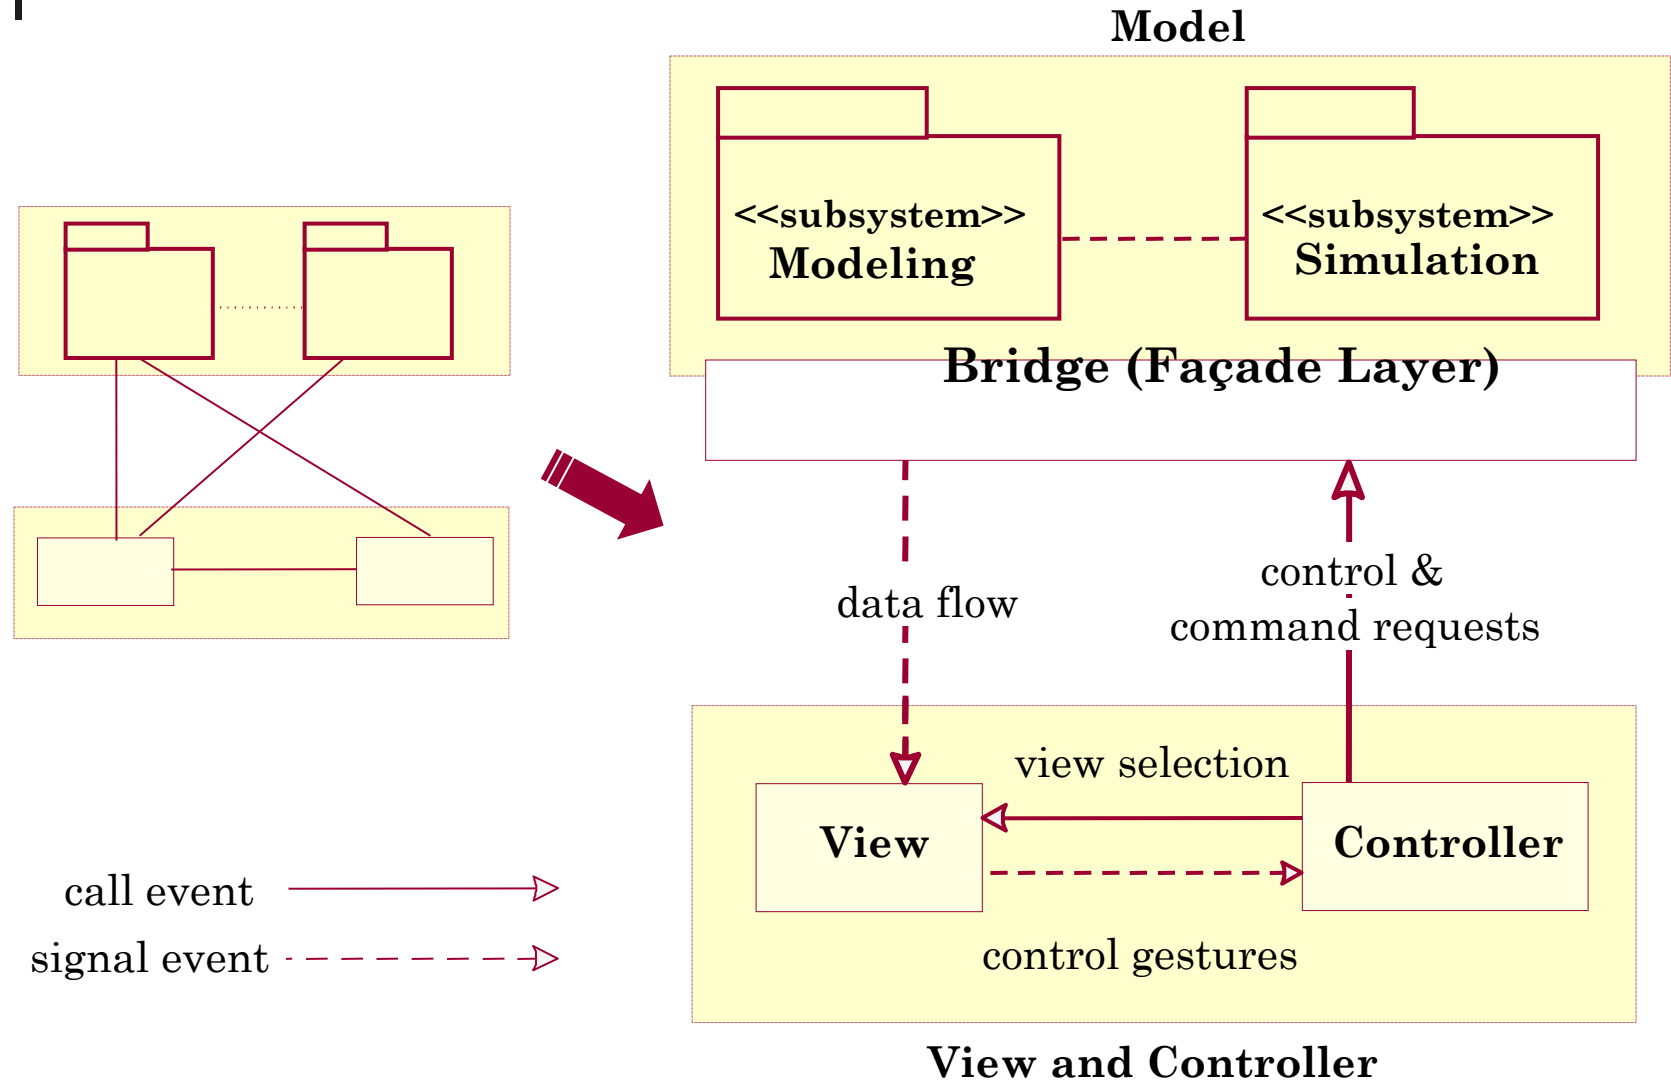 Model
<<subsystem>>
Modeling
<<subsystem>>
Simulation
Bridge (Façade Layer)
data flow
control &
command requests
view selection
View
Controller
control gestures
call event
signal event
View and Controller